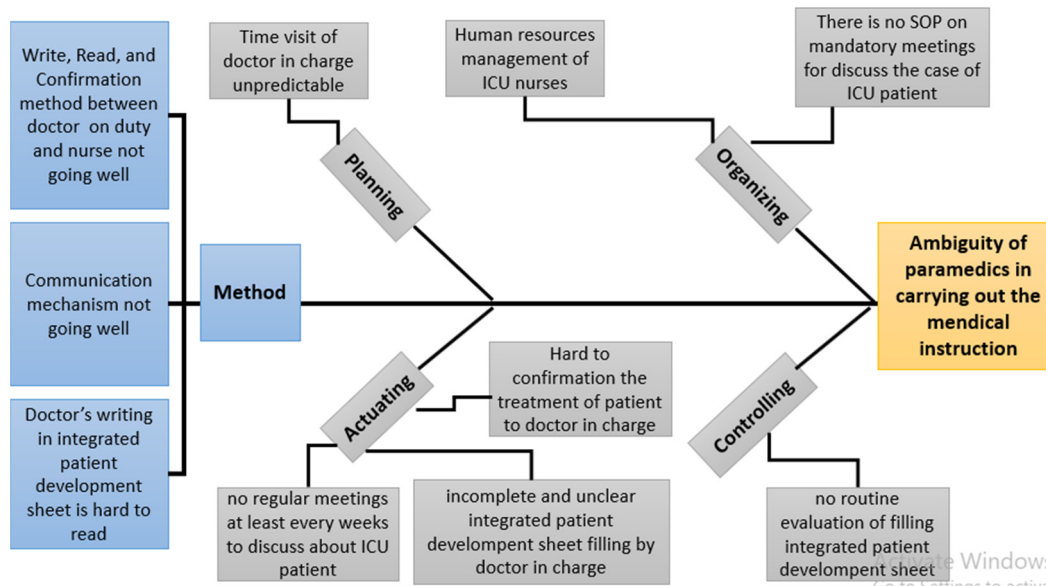 Write, Read, and
Confirmation
method between
doctor on duty
and nurse not
going well
Communication
mechanism not
going well
Doctor's writing
in integrated
patient
development
sheet is hard to
read
Method
Time visit of
doctor in charge
unpredictable
Planning
Human resources
management of
ICU nurses
There is no SOP on
mandatory meetings
for discuss the case of
ICU patient
Organizing
Ambiguity of
paramedics in
carrying out the
mendical
instruction
Actuating
Hard to
confirmation the
treatment of patient
to doctor in charge
no regular meetings
at least every weeks
to discuss about ICU
patient
incomplete and unclear
integrated patient
develompent sheet filling by
doctor in charge
Controlling
no routine
evaluation of filling
integrated patient
develompent sheet
Activate Windows